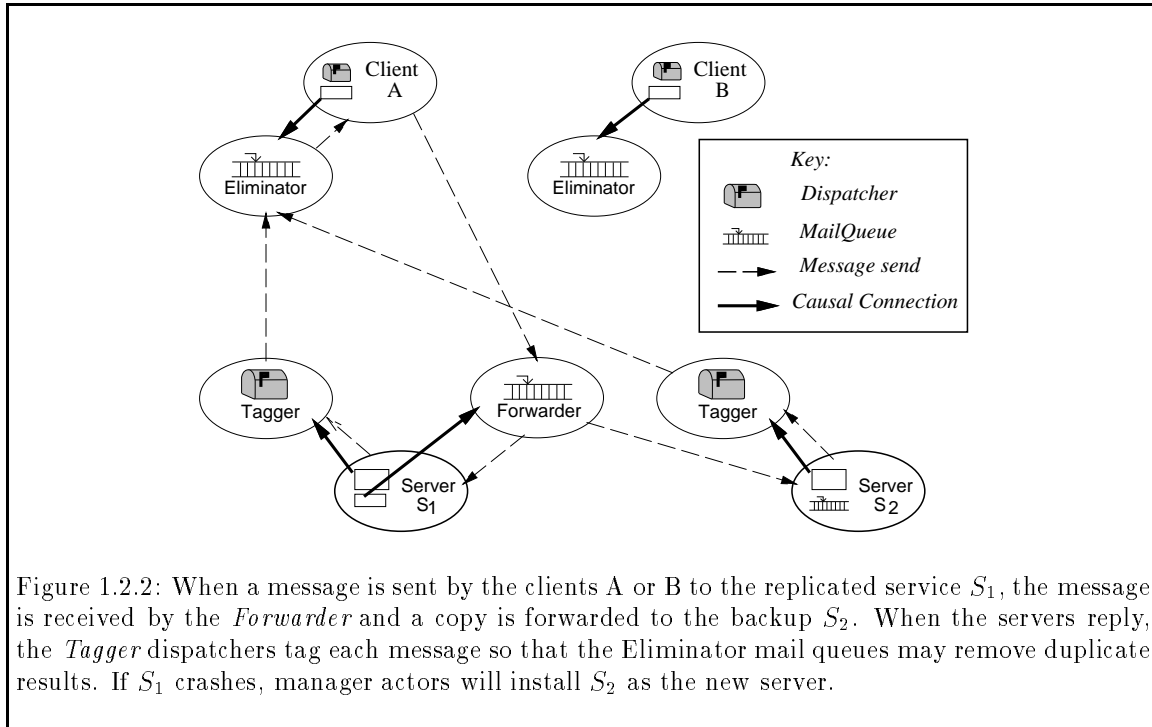 Client
A
Client
B
Eliminator
Eliminator
Key:
Dispatcher
MailQueue
Message send
Causal Connection
Tagger
Forwarder
Tagger
Server
S1
Server
S2
Figure 1.2.2: When a message is sent by the clients A or B to the replicated service S1, the message
is received by the Forwarder and a copy is forwarded to the backup S2. When the servers reply,
the Tagger dispatchers tag each message so that the Eliminator mail queues may remove duplicate
results. If S1 crashes, manager actors will install S2 as the new server.